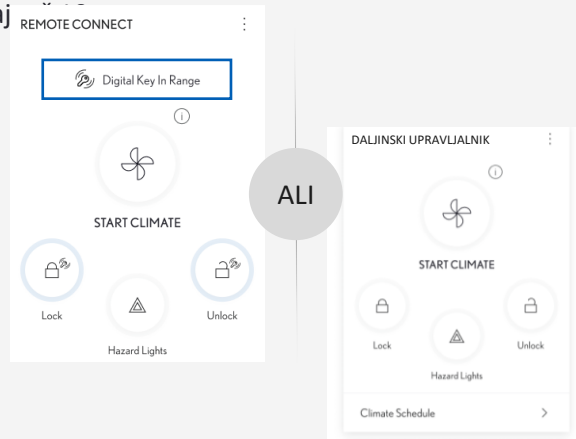 REMOTE CONNECT
Digital Key In Range
START CLIMATE
Lock
Unlock
Hazard Lights
ALI
DALJINSKI UPRAVLJALNIK
START CLIMATE
Lock
Unlock
Hazard Lights
Climate Schedule